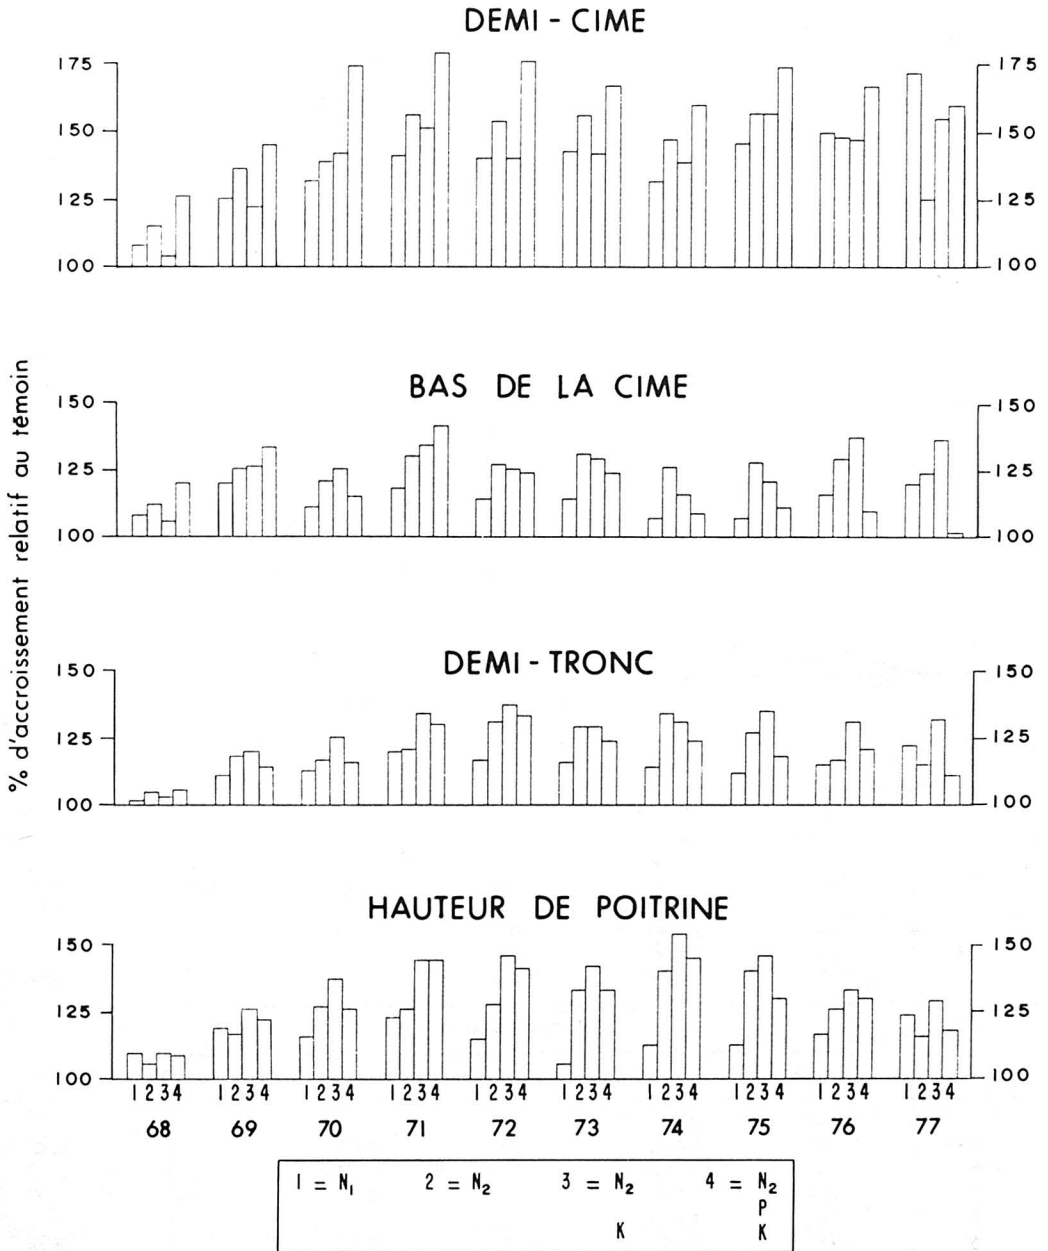 DEMI - CIME
175 175
150 150
125 125
100 100
% d'accroissement relatif au témoin
BAS DE LA CIME
150 150
125 125
100 100
DEMI - TRONC
150 150
125 125
100 100
HAUTEUR DE POITRINE
150 150
125 125
100 100
1 2 3 4 1 2 3 4 1 2 3 4 1 2 3 4 1 2 3 4 1 2 3 4 1 2 3 4 1 2 3 4 1 2 3 4 1 2 3 4
68 69 70 71 72 73 74 75 76 77
1 = N₁ 2 = N₂ 3 = N₂ 4 = N₂
P
K K